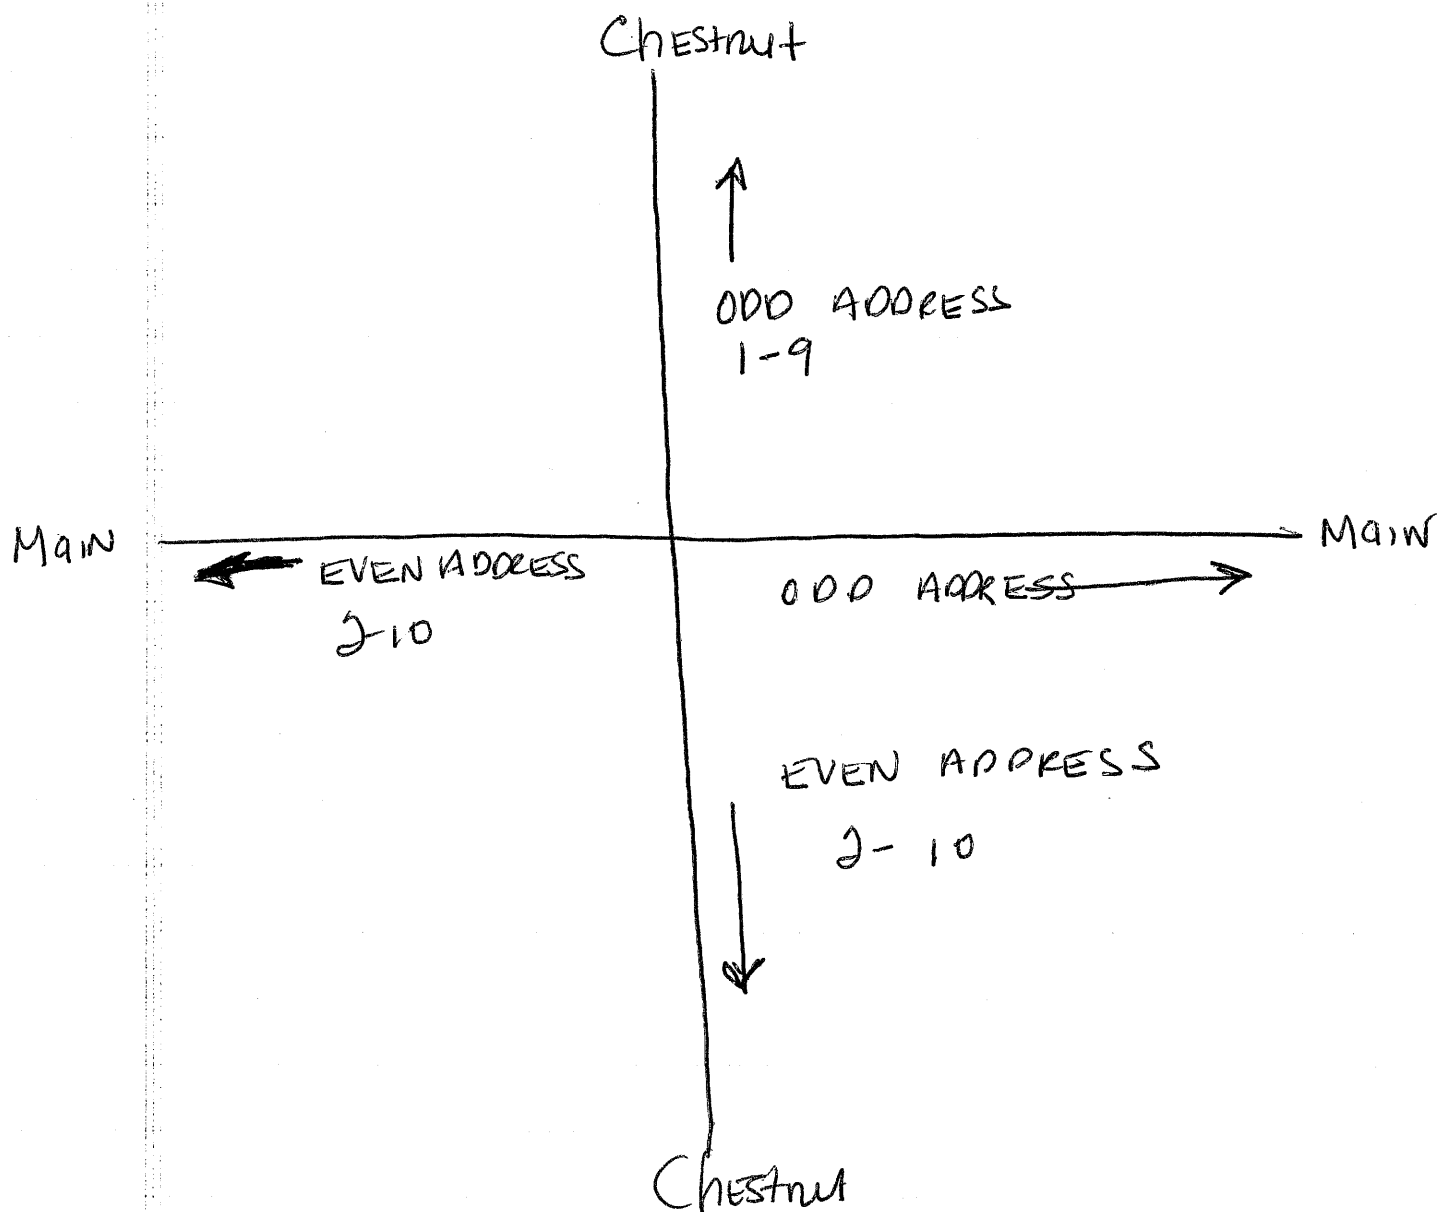 Chestnut
ODD ADDRESS
1-9
Main
Main
EVEN ADDRESS
2-10
ODD ADDRESS
EVEN ADDRESS
2-10
Chestnut